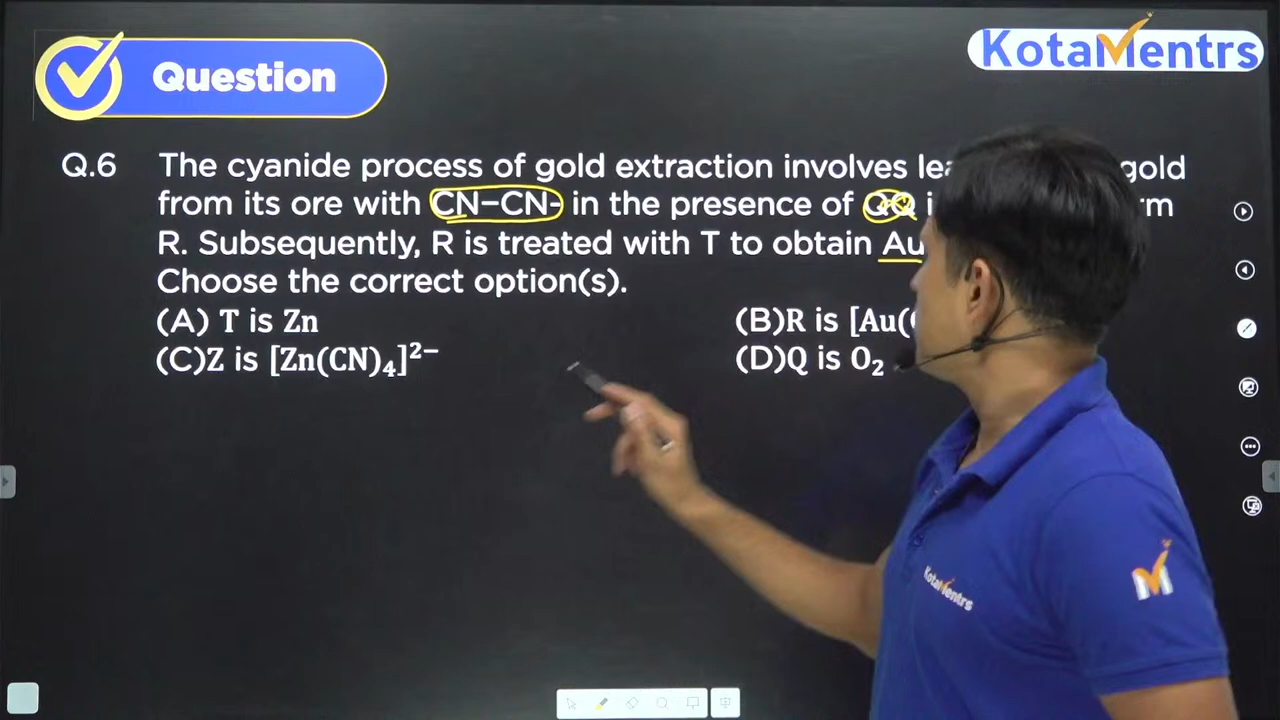 Question
KotaMentrs
Q.6 The cyanide process of gold extraction involves gold
from its ore with CN−CN- in the presence of QQ
R. Subsequently, R is treated with T to obtain Au
Choose the correct option(s).
(A) T is Zn (B)R is [Au(
(C)Z is [Zn(CN)₄]²⁻ (D)Q is O₂
KotaMentrs
M